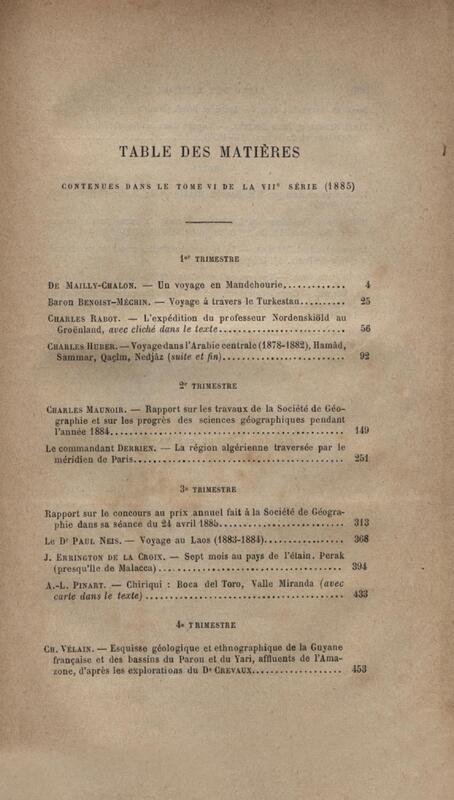 TABLE DES MATIÈRES
CONTENUES DANS LE TOME VI DE LA VIIe SÉRIE (1885)
1er TRIMESTRE
DE MAILLY-CHALON. — Un voyage en Mandchourie............. 4
Baron BENOIST-MÉCHIN. — Voyage à travers le Turkestan.......... 25
CHARLES RABOT. — L'expédition du professeur Nordenskiöld au
Groënland, avec cliché dans le texte........................... 56
CHARLES HUBER. — Voyage dans l'Arabie centrale (1878-1882), Hamâd,
Sammar, Qaçîm, Nedjâz (suite et fin)........................... 92
2e TRIMESTRE
CHARLES MAUNOIR. — Rapport sur les travaux de la Société de Géo-
graphie et sur les progrès des sciences géographiques pendant
l'année 1884.................................................. 149
Le commandant DERRIEN. — La région algérienne traversée par le
méridien de Paris............................................. 251
3e TRIMESTRE
Rapport sur le concours au prix annuel fait à la Société de Géogra-
phie dans sa séance du 24 avril 1885........................... 313
Le Dr PAUL NEIS. — Voyage au Laos (1883-1884).................. 368
J. ERRINGTON DE LA CROIX. — Sept mois au pays de l'étain. Perak
(presqu'île de Malacca)........................................ 394
A.-L. PINART. — Chiriqui : Boca del Toro, Valle Miranda (avec
carte dans le texte)........................................... 433
4e TRIMESTRE
CH. VÉLAIN. — Esquisse géologique et ethnographique de la Guyane
française et des bassins du Parou et du Yari, affluents de l'Ama-
zone, d'après les explorations du Dr CREVAUX................... 453